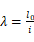 λ = l₀/i